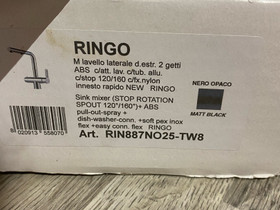 RINGO
M lavello laterale d.estr. 2 getti
ABS c/att. lav. c/tub. allu.
c/stop 120/160 c/fx.nylon
innesto rapido NEW RINGO
Sink mixer (STOP ROTATION
SPOUT 120°/160°)+ ABS
pull-out-spray +
dish-washer-conn. +soft pex inox
flex +easy conn. flex RINGO
Art. RIN887NO25-TW8
NERO OPACO
MATT BLACK
8 020613 558070